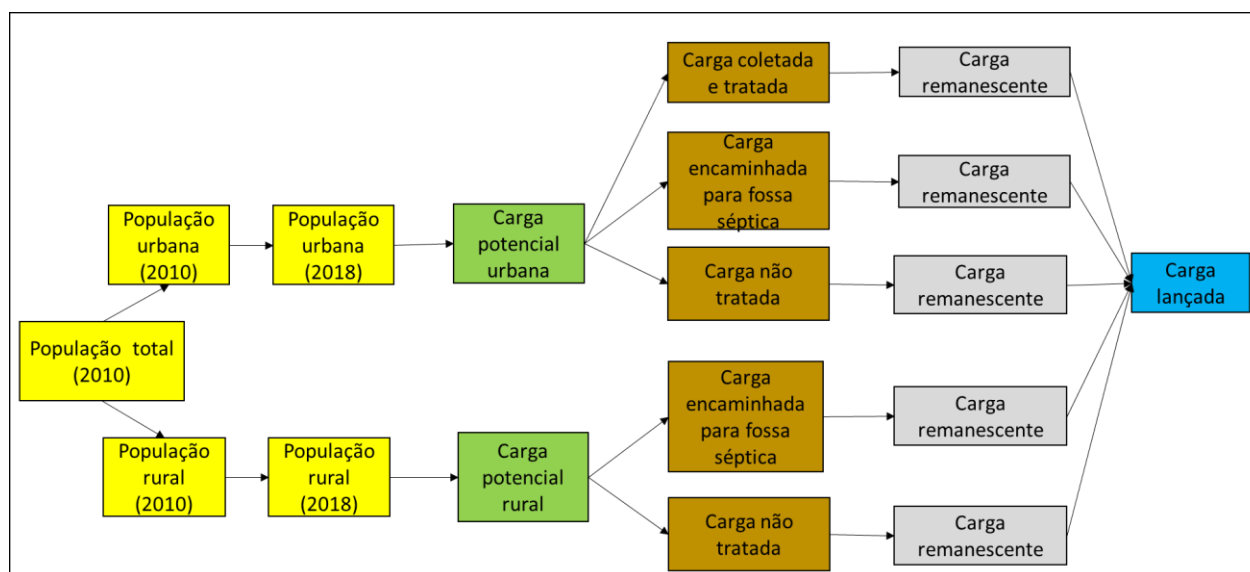 População total
(2010)
População
urbana
(2010)
População
urbana
(2018)
Carga
potencial
urbana
Carga coletada
e tratada
Carga
remanescente
Carga
encaminhada
para fossa
séptica
Carga
remanescente
Carga não
tratada
Carga
remanescente
População
rural
(2010)
População
rural
(2018)
Carga
potencial
rural
Carga
encaminhada
para fossa
séptica
Carga
remanescente
Carga não
tratada
Carga
remanescente
Carga
lançada